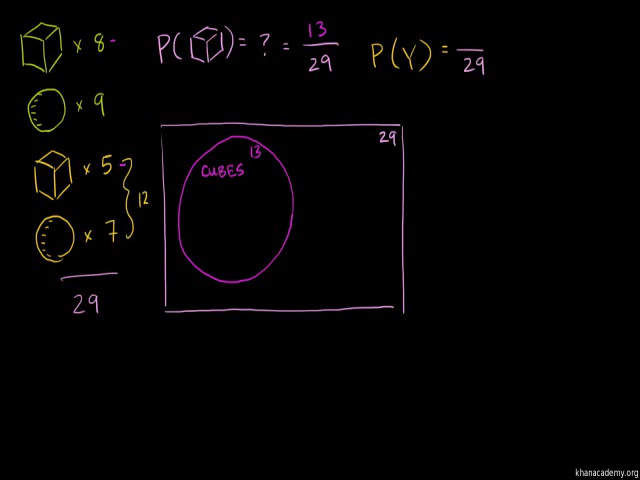 × 8
P( ) = ? = 13/29
P(Y) = /29
× 9
29
13
CUBES
× 5
12
× 7
29
khanacademy.org